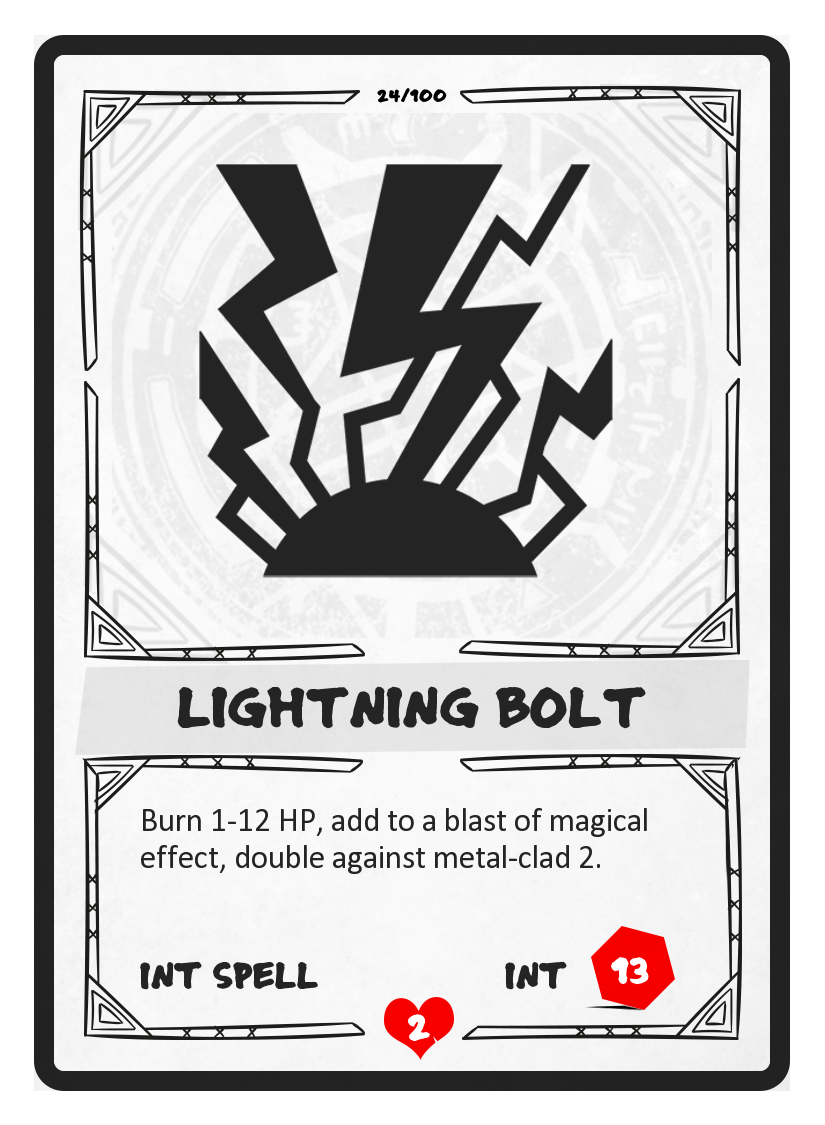 24/100
LIGHTNING BOLT
Burn 1-12 HP, add to a blast of magical
effect, double against metal-clad 2.
INT SPELL
INT 13
2